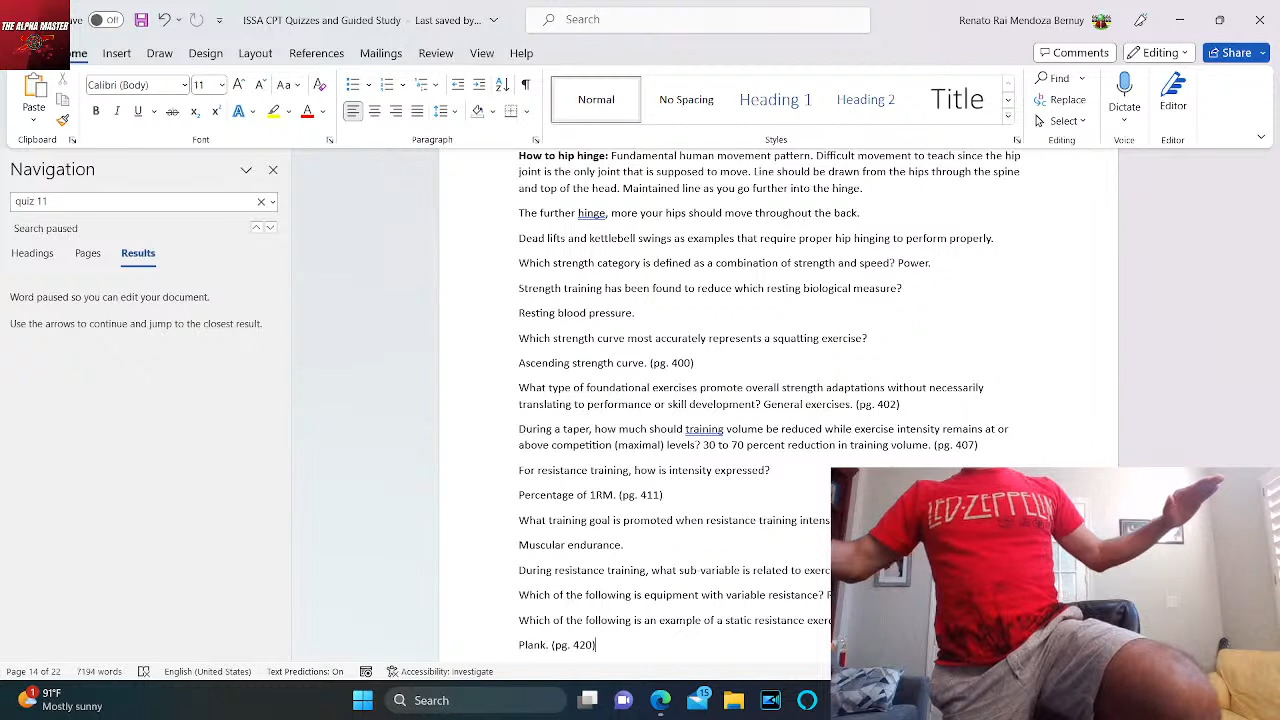 THE ALPHA MASTER
Off
ISSA CPT Quizzes and Guided Study - Last saved by...
Search
Renato Rai Mendoza Bernuy
Insert Draw Design Layout References Mailings Review View Help
Comments Editing Share
Paste
Clipboard
Calibri (Body) 11
Font
Paragraph
Normal No Spacing Heading 1 Heading 2 Title
Styles
Find
Replace
Select
Editing
Dictate
Voice
Editor
Editor
Navigation
quiz 11
Search paused
Headings Pages Results
Word paused so you can edit your document.
Use the arrows to continue and jump to the closest result.
How to hip hinge: Fundamental human movement pattern. Difficult movement to teach since the hip
joint is the only joint that is supposed to move. Line should be drawn from the hips through the spine
and top of the head. Maintained line as you go further into the hinge.
The further hinge, more your hips should move throughout the back.
Dead lifts and kettlebell swings as examples that require proper hip hinging to perform properly.
Which strength category is defined as a combination of strength and speed? Power.
Strength training has been found to reduce which resting biological measure?
Resting blood pressure.
Which strength curve most accurately represents a squatting exercise?
Ascending strength curve. (pg. 400)
What type of foundational exercises promote overall strength adaptations without necessarily
translating to performance or skill development? General exercises. (pg. 402)
During a taper, how much should training volume be reduced while exercise intensity remains at or
above competition (maximal) levels? 30 to 70 percent reduction in training volume. (pg. 407)
For resistance training, how is intensity expressed?
Percentage of 1RM. (pg. 411)
What training goal is promoted when resistance training
Muscular endurance.
During resistance training, what sub-variable is related to
Which of the following is equipment with variable resistance?
Which of the following is an example of a static resistance
Plank. (pg. 420)
LED-ZEPPELIN
Page 14 of 22 7194 words English (United States) Text Predictions: On Accessibility: Investigate
1
91°F
Mostly sunny
Search
15